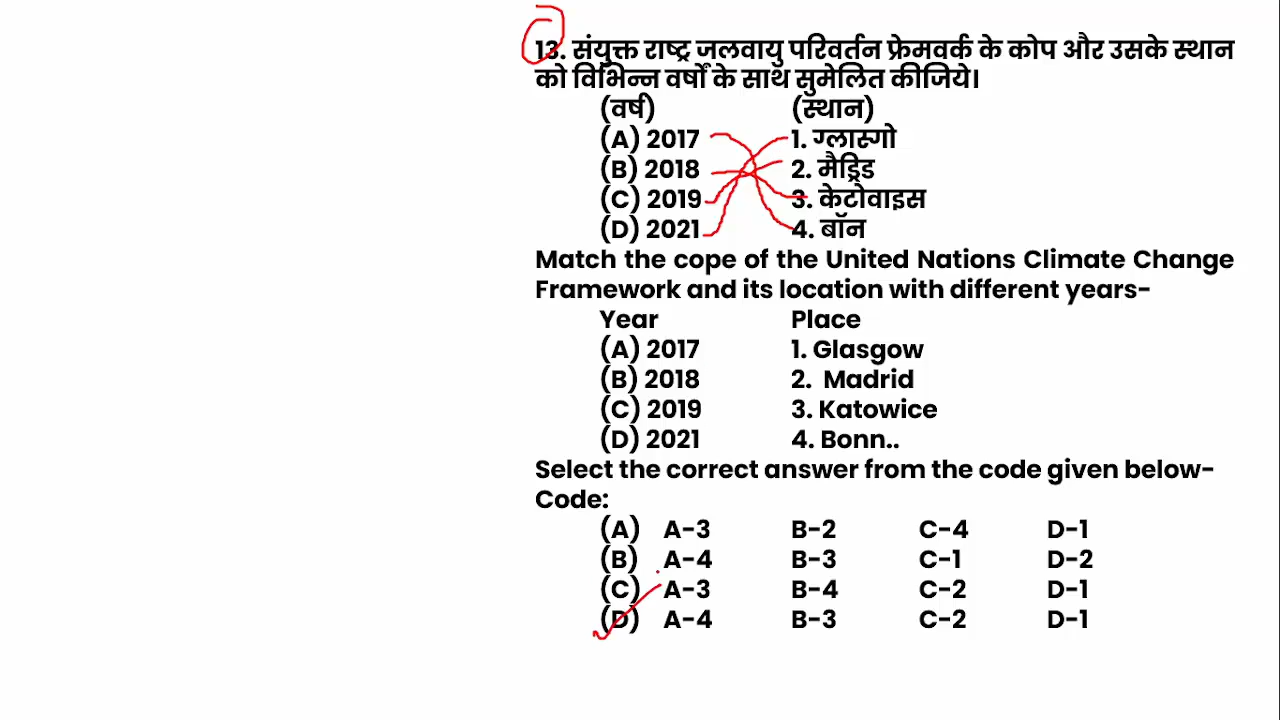 13. संयुक्त राष्ट्र जलवायु परिवर्तन फ्रेमवर्क के कोप और उसके स्थान
को विभिन्न वर्षों के साथ सुमेलित कीजिये।
(वर्ष) (स्थान)
(A) 2017 1. ग्लास्गो
(B) 2018 2. मैड्रिड
(C) 2019 3. केटोवाइस
(D) 2021 4. बॉन
Match the cope of the United Nations Climate Change
Framework and its location with different years-
Year Place
(A) 2017 1. Glasgow
(B) 2018 2. Madrid
(C) 2019 3. Katowice
(D) 2021 4. Bonn..
Select the correct answer from the code given below-
Code:
(A) A-3 B-2 C-4 D-1
(B) A-4 B-3 C-1 D-2
(C) A-3 B-4 C-2 D-1
(D) A-4 B-3 C-2 D-1